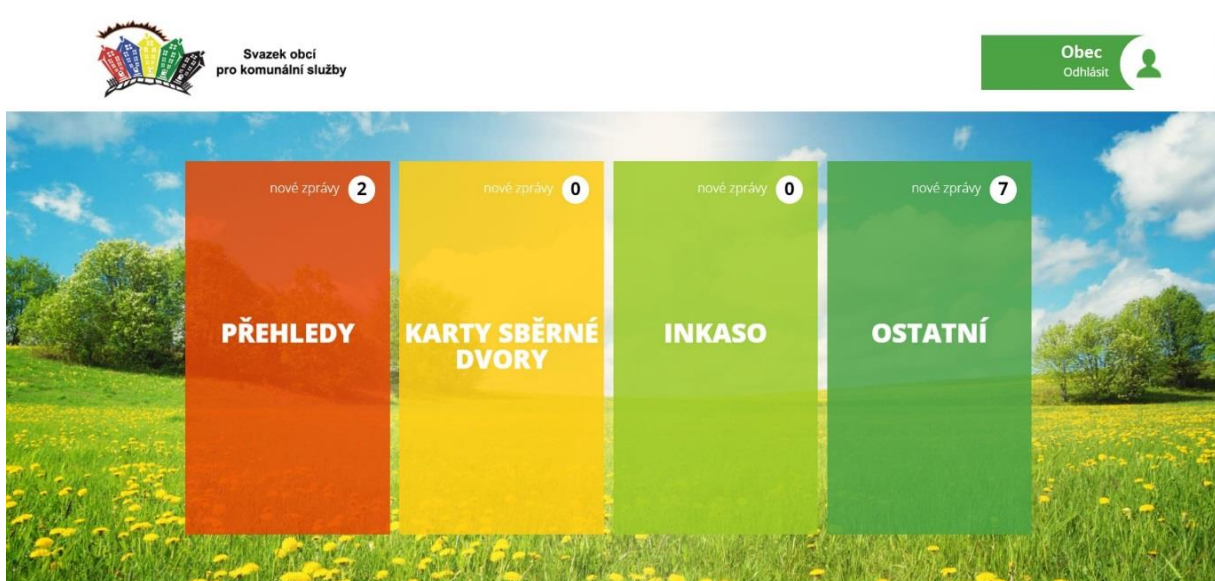 Svazek obcí
pro komunální služby
Obec
Odhlásit
nové zprávy 2
PŘEHLEDY
nové zprávy 0
KARTY SBĚRNÉ
DVORY
nové zprávy 0
INKASO
nové zprávy 7
OSTATNÍ